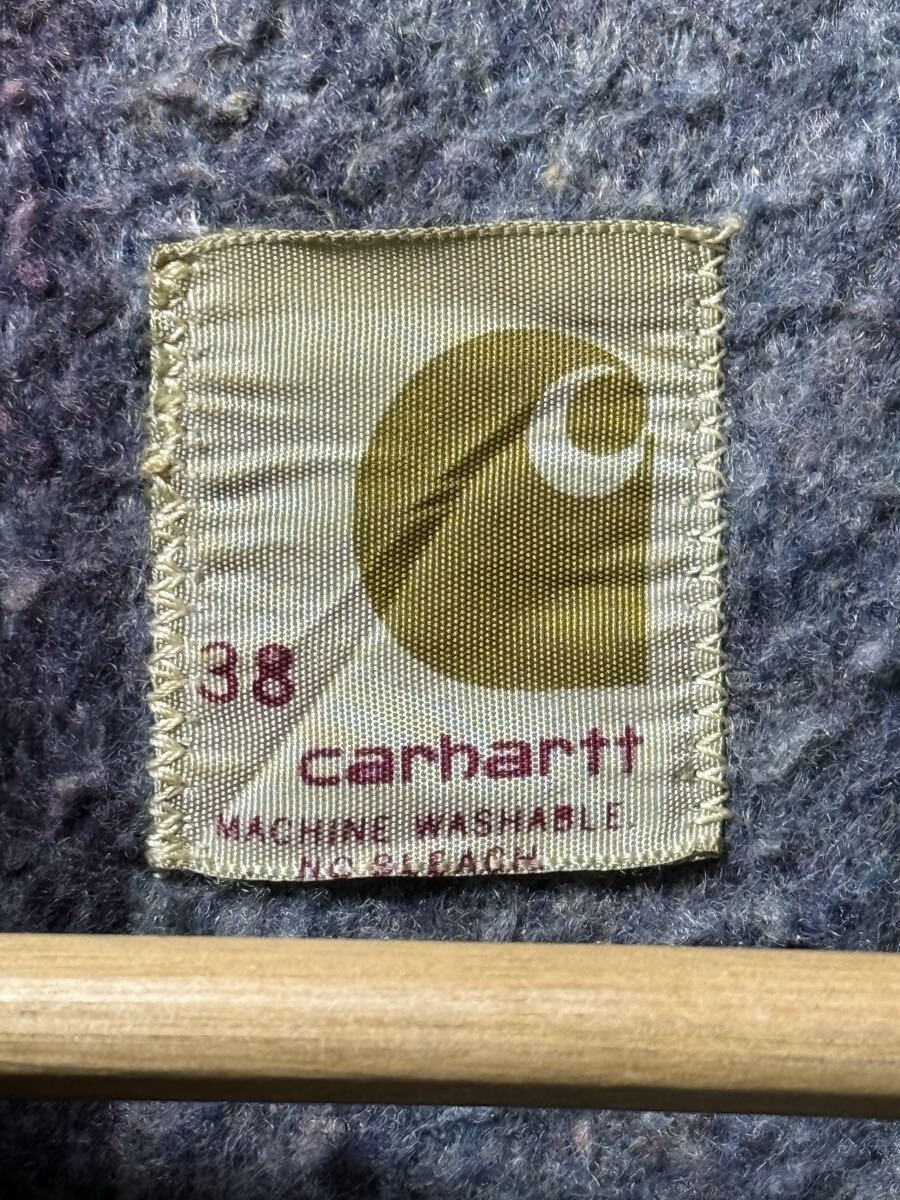 38
carhartt
MACHINE WASHABLE.
NO BLEACH.